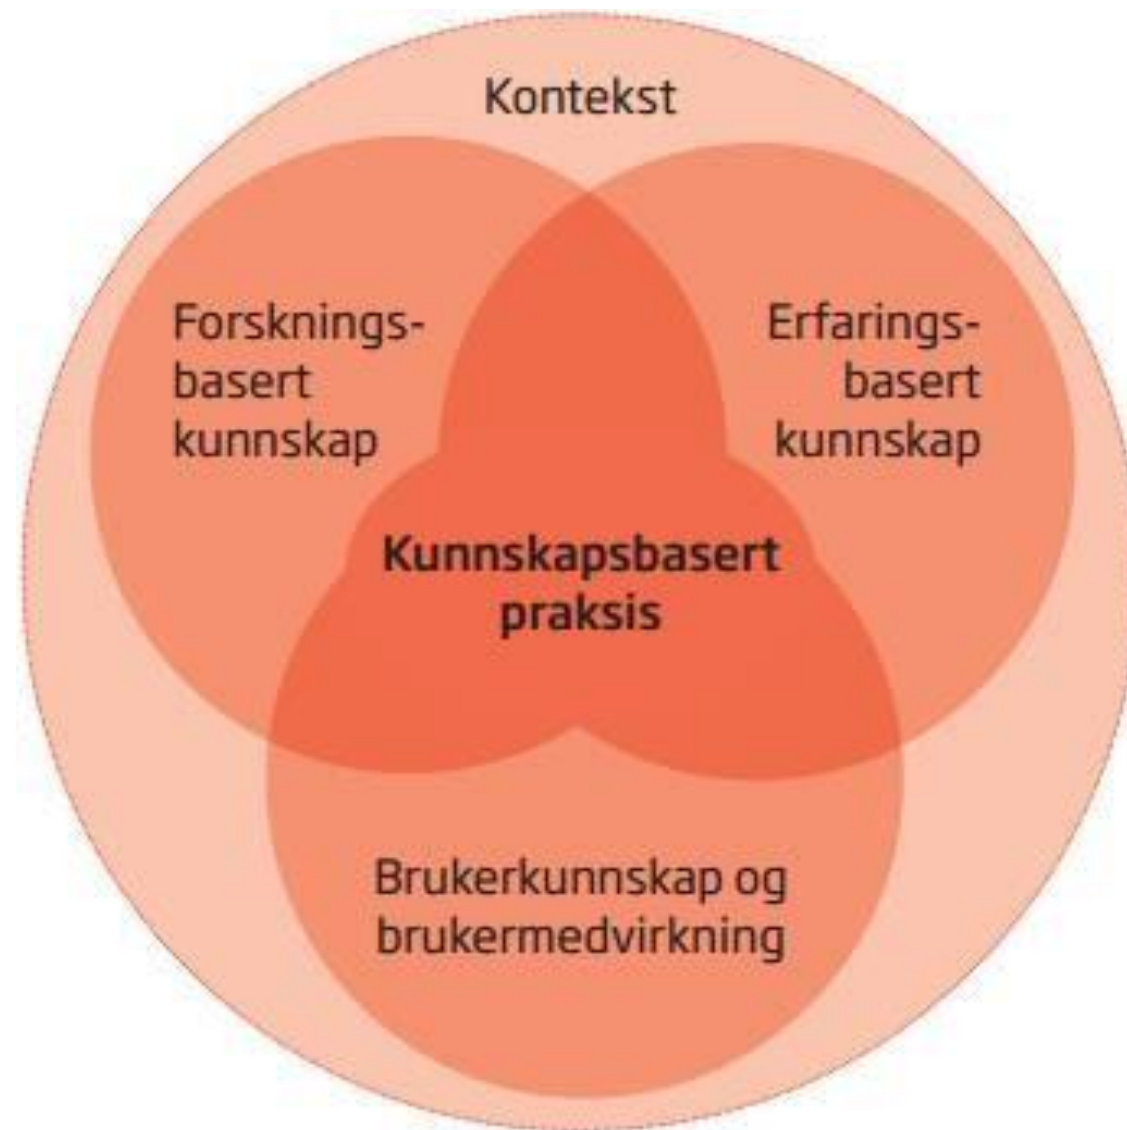 Kontekst
Forsknings-
basert
kunnskap
Erfarings-
basert
kunnskap
Kunnskapsbasert
praksis
Brukerkunnskap og
brukermedvirkning